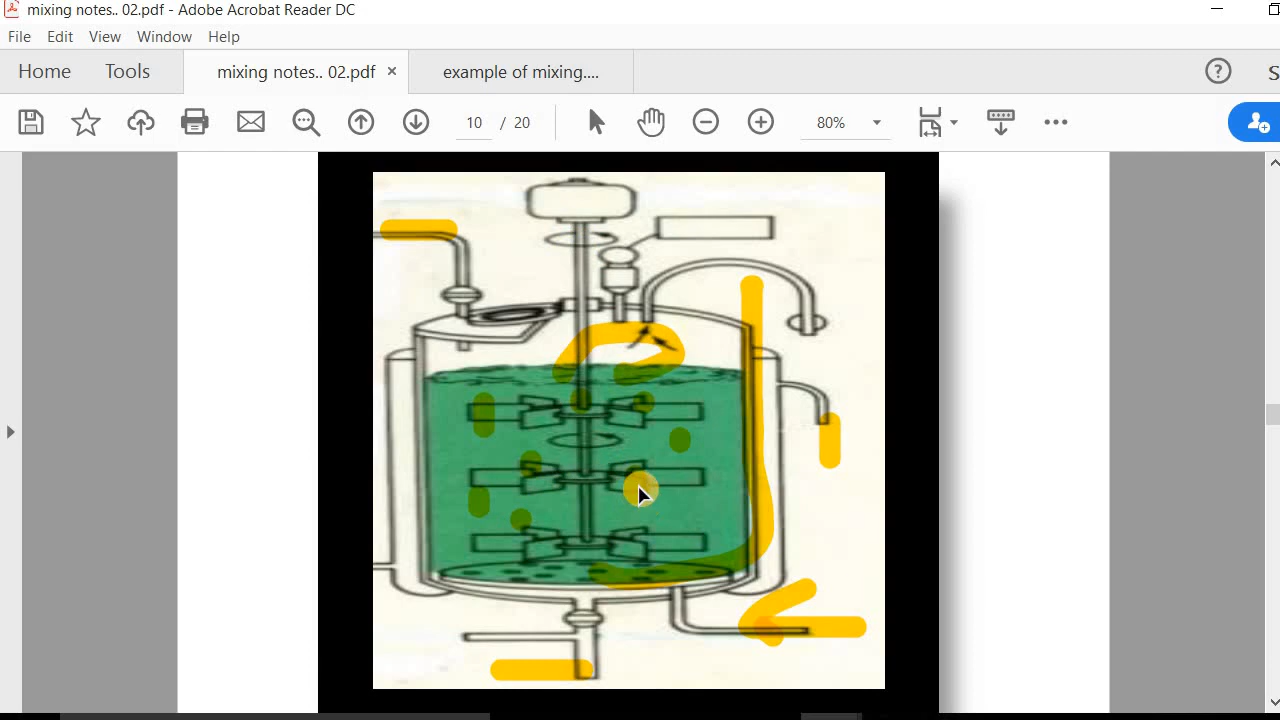 mixing notes.. 02.pdf - Adobe Acrobat Reader DC
File Edit View Window Help
Home Tools mixing notes.. 02.pdf × example of mixing.... ?
10 / 20 80%